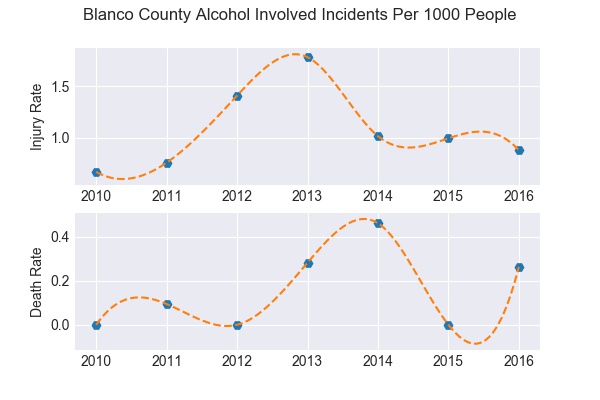 Blanco County Alcohol Involved Incidents Per 1000 People
Injury Rate
1.5
1.0
2010 2011 2012 2013 2014 2015 2016
Death Rate
0.4
0.2
0.0
2010 2011 2012 2013 2014 2015 2016